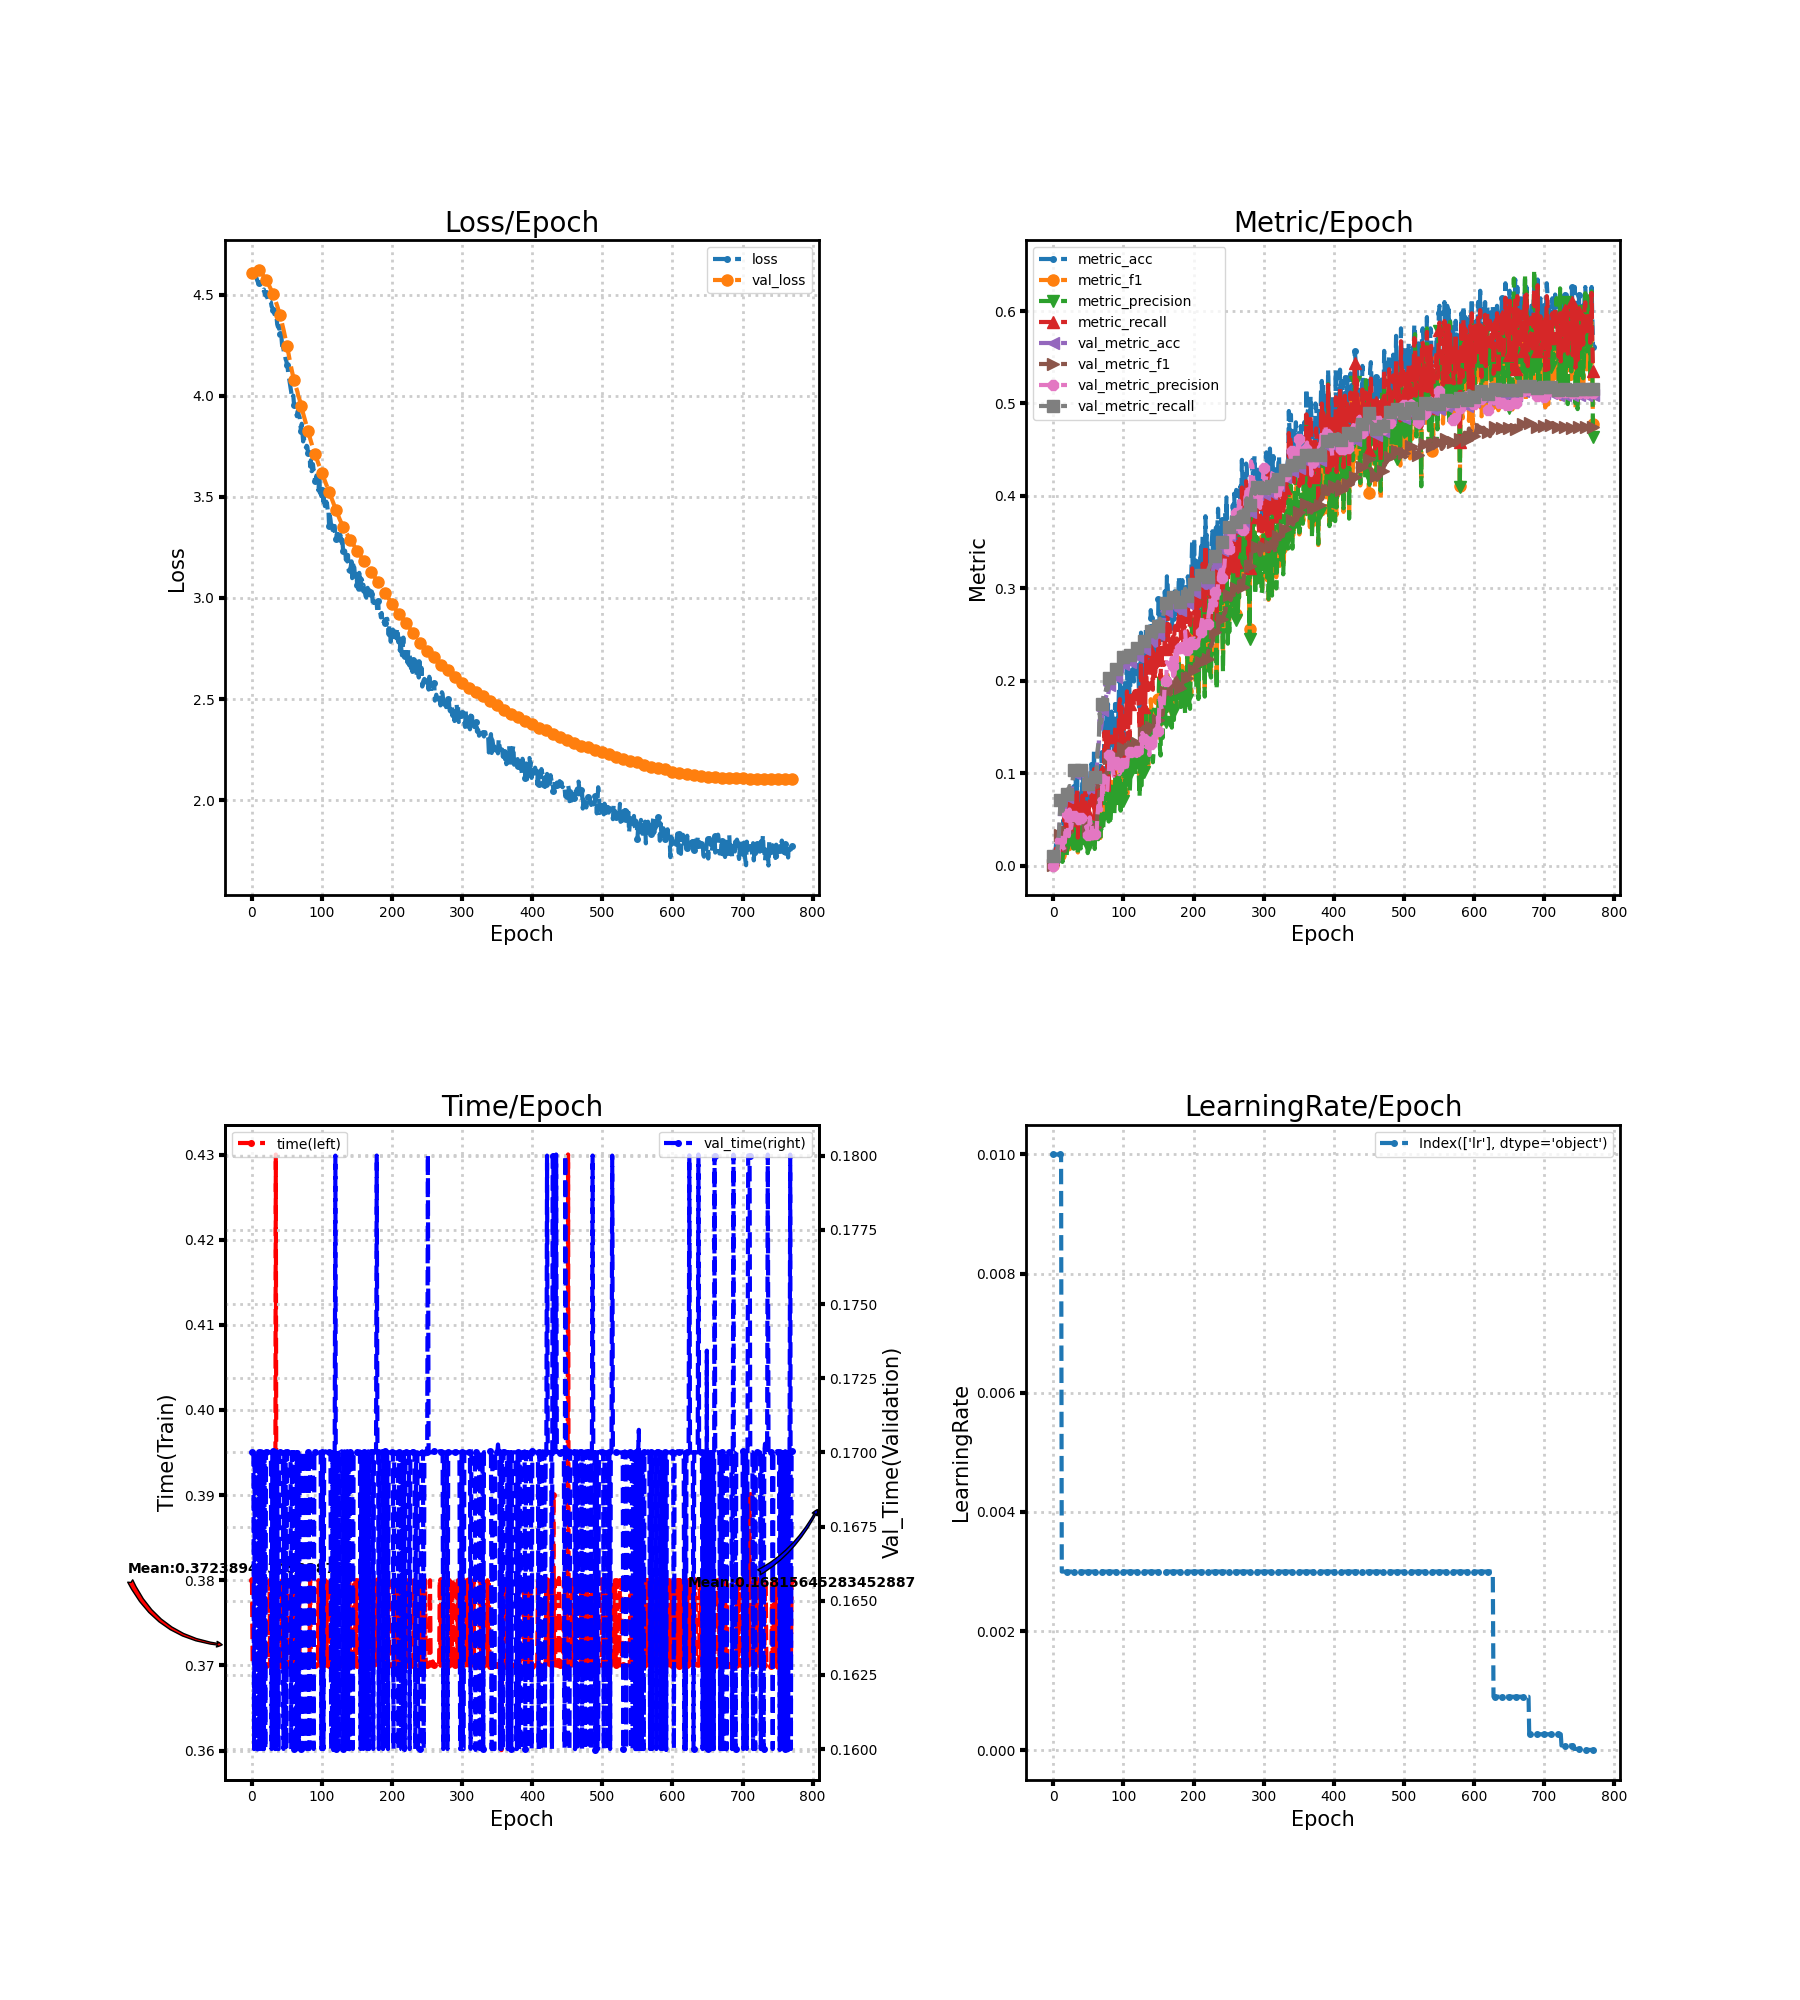 Loss/Epoch
loss
val_loss
4.5
4.0
3.5
3.0
2.5
2.0
Loss
0
100
200
300
400
500
600
700
800
Epoch
Metric/Epoch
metric_acc
metric_f1
metric_precision
metric_recall
val_metric_acc
val_metric_f1
val_metric_precision
val_metric_recall
0.6
0.5
0.4
0.3
0.2
0.1
0.0
Metric
0
100
200
300
400
500
600
700
800
Epoch
Time/Epoch
time(left)
val_time(right)
0.43
0.42
0.41
0.40
0.39
0.38
0.37
0.36
Time(Train)
0.1800
0.1775
0.1750
0.1725
0.1700
0.1675
0.1650
0.1625
0.1600
Val_Time(Validation)
Mean:0.16815645283452887
0
100
200
300
400
500
600
700
800
Epoch
LearningRate/Epoch
Index(['lr'], dtype='object')
0.010
0.008
0.006
0.004
0.002
0.000
LearningRate
0
100
200
300
400
500
600
700
800
Epoch